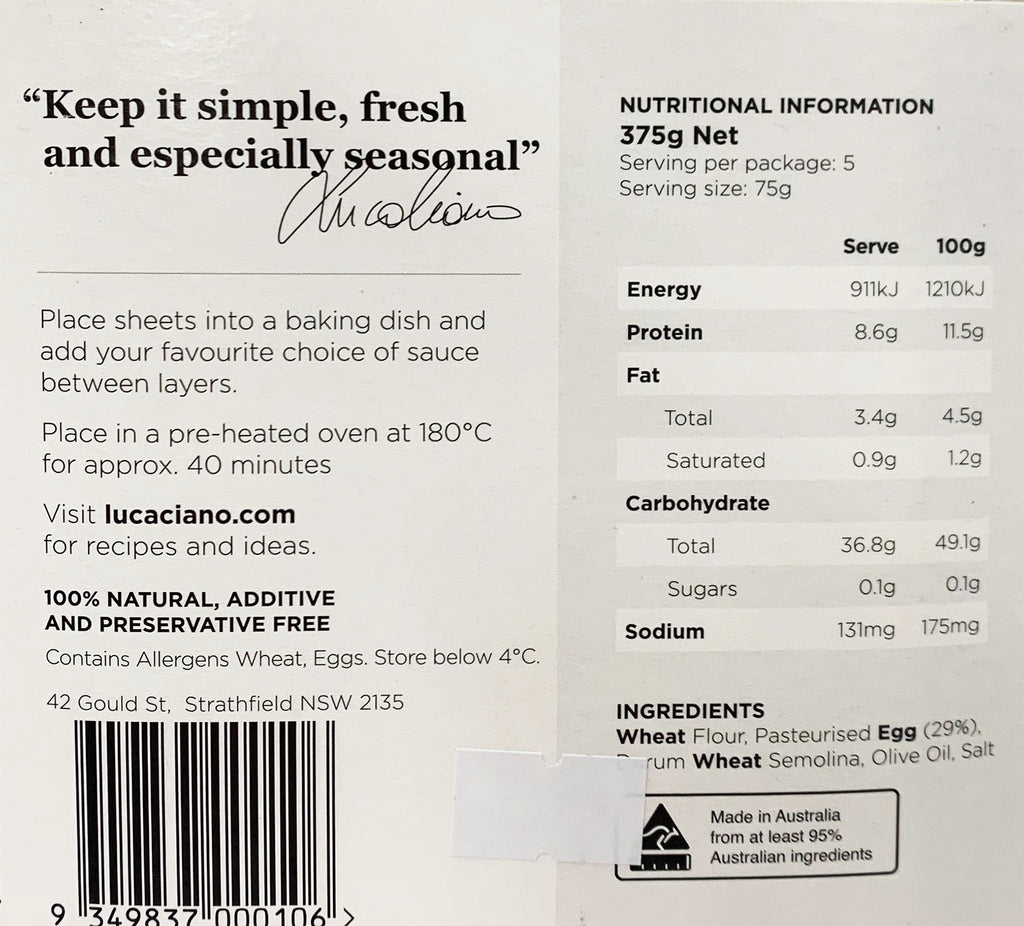 “Keep it simple, fresh
and especially seasonal”
Lucaciano
Place sheets into a baking dish and
add your favourite choice of sauce
between layers.
Place in a pre-heated oven at 180°C
for approx. 40 minutes
Visit lucaciano.com
for recipes and ideas.
100% NATURAL, ADDITIVE
AND PRESERVATIVE FREE
Contains Allergens Wheat, Eggs. Store below 4°C.
42 Gould St, Strathfield NSW 2135
9 349837 000106 >
NUTRITIONAL INFORMATION
375g Net
Serving per package: 5
Serving size: 75g
Serve 100g
Energy 911kJ 1210kJ
Protein 8.6g 11.5g
Fat
Total 3.4g 4.5g
Saturated 0.9g 1.2g
Carbohydrate
Total 36.8g 49.1g
Sugars 0.1g 0.1g
Sodium 131mg 175mg
INGREDIENTS
Wheat Flour, Pasteurised Egg (29%),
Wheat Semolina, Olive Oil, Salt
Made in Australia
from at least 95%
Australian ingredients